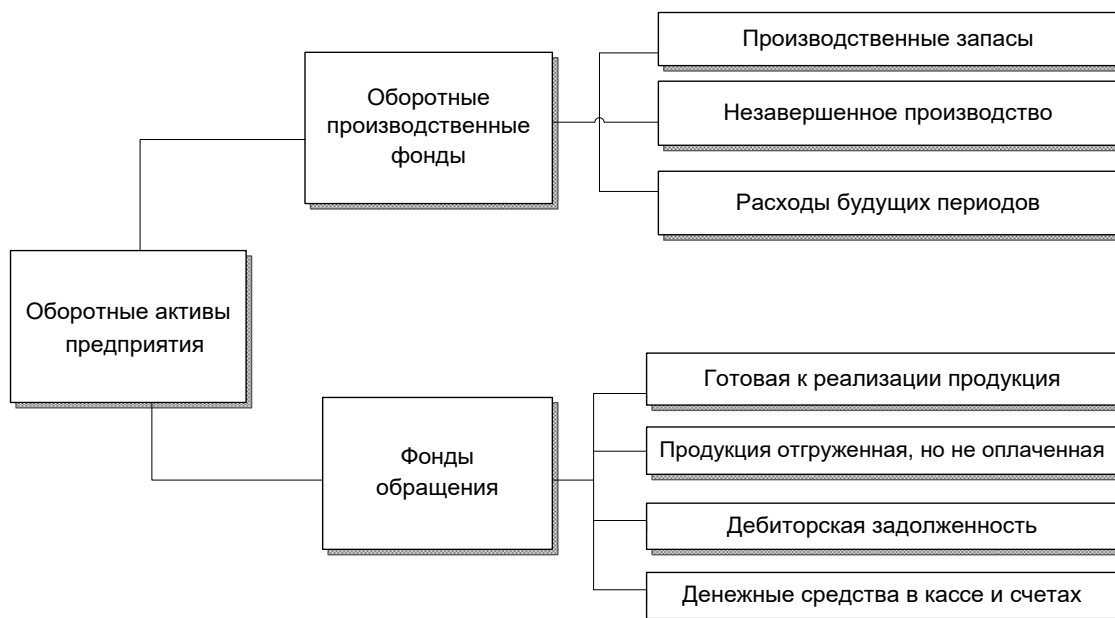 Производственные запасы
Оборотные
производственные
фонды
Незавершенное производство
Расходы будущих периодов
Оборотные активы
предприятия
Готовая к реализации продукция
Фонды
обращения
Продукция отгруженная, но не оплаченная
Дебиторская задолженность
Денежные средства в кассе и счетах